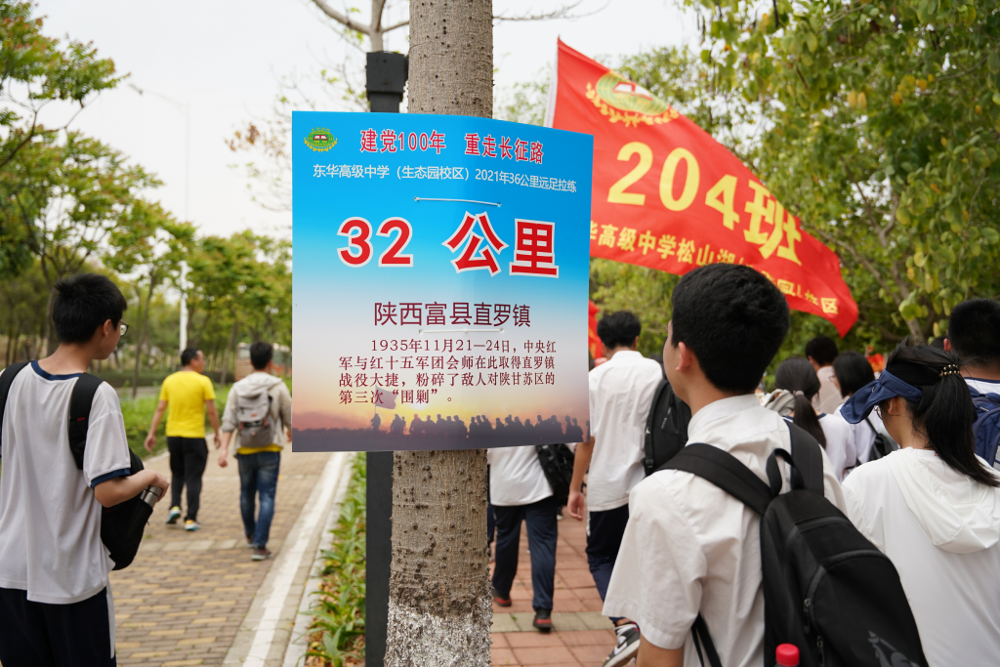 建党100年 重走长征路
东华高级中学（生态园校区）2021年36公里远足拉练
32 公里
陕西富县直罗镇
1935年11月21—24日，中央红
军与红十五军团会师在此取得直罗镇
战役大捷，粉碎了敌人对陕甘苏区的
第三次“围剿”。
204班
华高级中学松山湖
校区